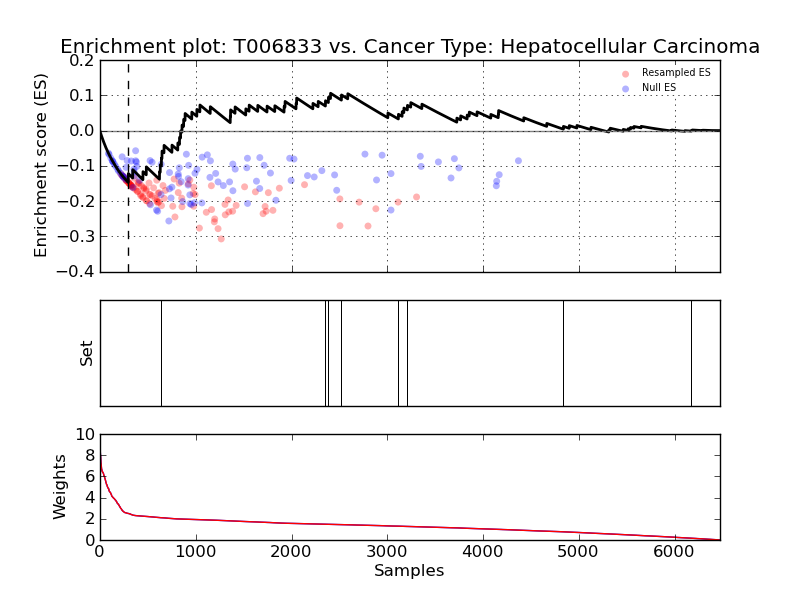 Enrichment plot: T006833 vs. Cancer Type: Hepatocellular Carcinoma
0.2
0.1
0.0
−0.1
−0.2
−0.3
−0.4
Enrichment score (ES)
Resampled ES
Null ES
Set
10
8
6
4
2
0
Weights
0 1000 2000 3000 4000 5000 6000
Samples